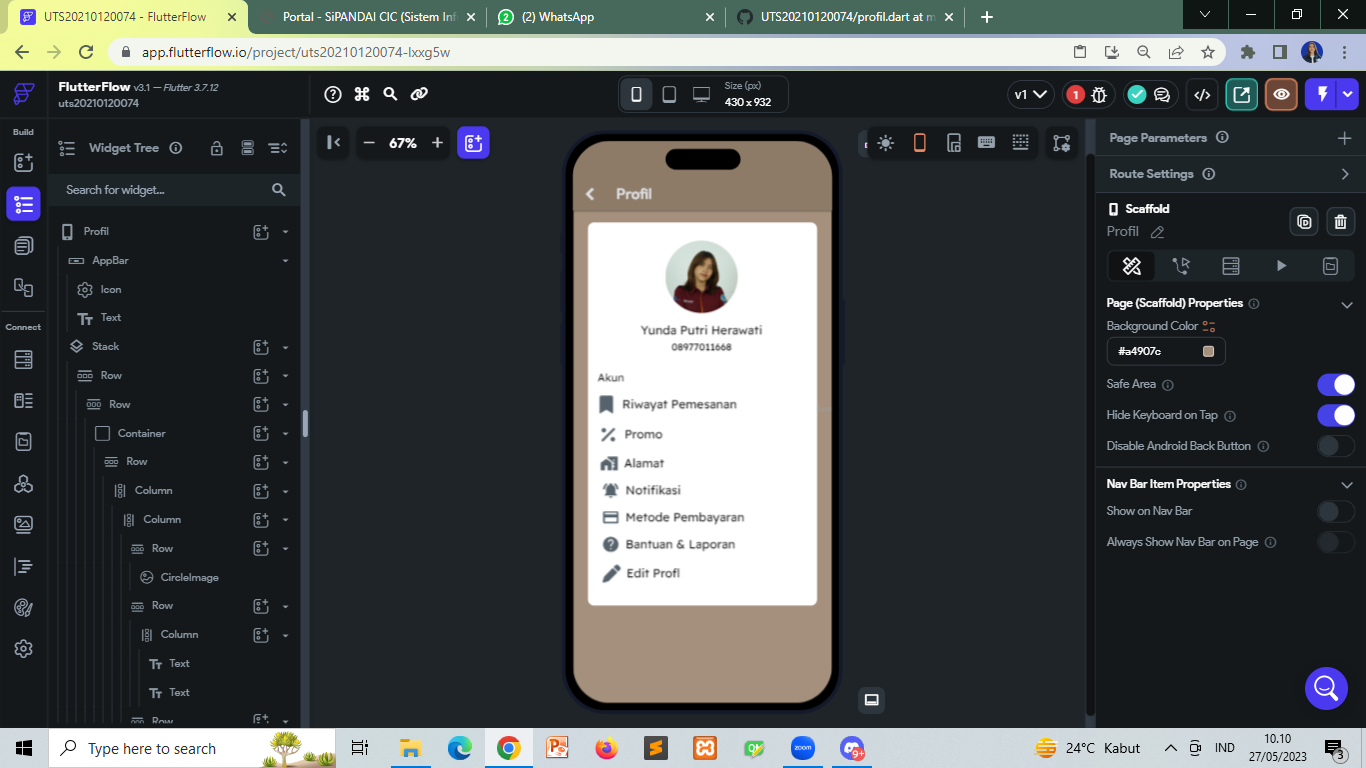 UTS20210120074 - FlutterFlow
Portal - SiPANDAI CIC (Sistem Inf
(2) WhatsApp
UTS20210120074/profil.dart at m
app.flutterflow.io/project/uts20210120074-lxxg5w
FlutterFlow v3.1 — Flutter 3.7.12
uts20210120074
Size (px)
430 x 932
v1
1
Build
Connect
Widget Tree
Search for widget...
Profil
AppBar
Icon
Text
Stack
Row
Row
Container
Row
Column
Column
Row
CircleImage
Row
Column
Text
Text
Row
67%
Profil
Yunda Putri Herawati
08977011668
Akun
Riwayat Pemesanan
Promo
Alamat
Notifikasi
Metode Pembayaran
Bantuan & Laporan
Edit Profl
Page Parameters
Route Settings
Scaffold
Profil
Page (Scaffold) Properties
Background Color
#a4907c
Safe Area
Hide Keyboard on Tap
Disable Android Back Button
Nav Bar Item Properties
Show on Nav Bar
Always Show Nav Bar on Page
Type here to search
zoom
9+
24°C Kabut
IND
10.10
27/05/2023
3